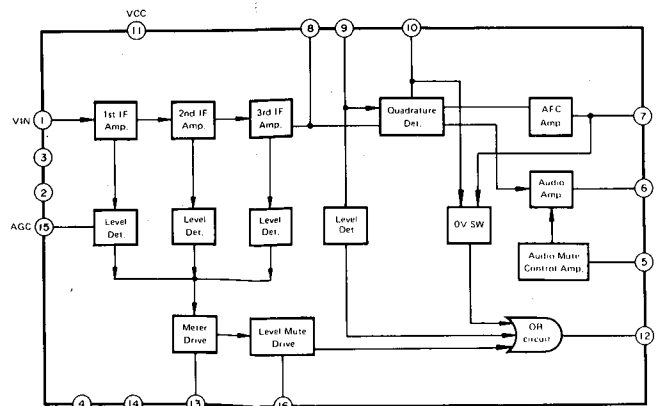 VCC
11
8
9
10
VIN
1
1st IF
Amp.
2nd IF
Amp.
3rd IF
Amp.
Quadrature
Det.
AFC
Amp
7
3
2
AGC
15
Level
Det.
Level
Det.
Level
Det.
Level
Det
0V SW
Audio
Amp
6
Audio Mute
Control Amp.
5
Meter
Drive
Level Mute
Drive
OR
circuit
12
4
14
13
16